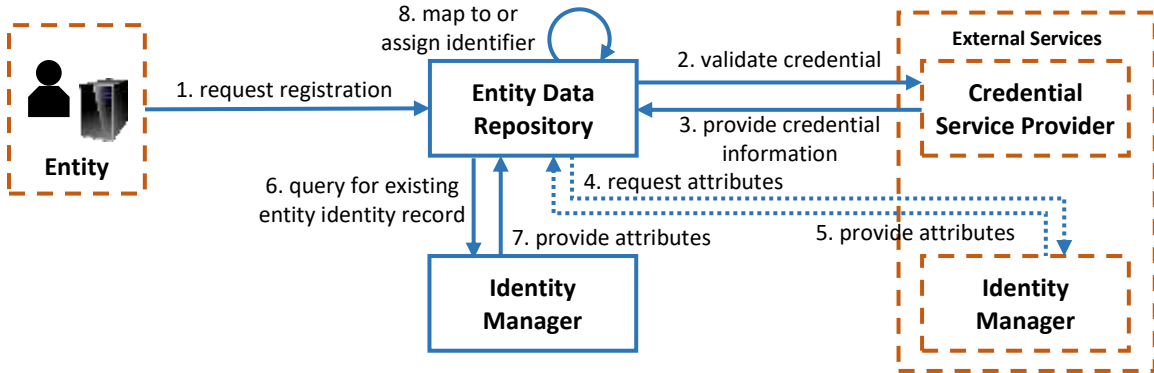 8. map to or
assign identifier
External Services
2. validate credential
1. request registration
Entity Data
Repository
Credential
Service Provider
3. provide credential
information
Entity
6. query for existing
entity identity record
4. request attributes
7. provide attributes
5. provide attributes
Identity
Manager
Identity
Manager